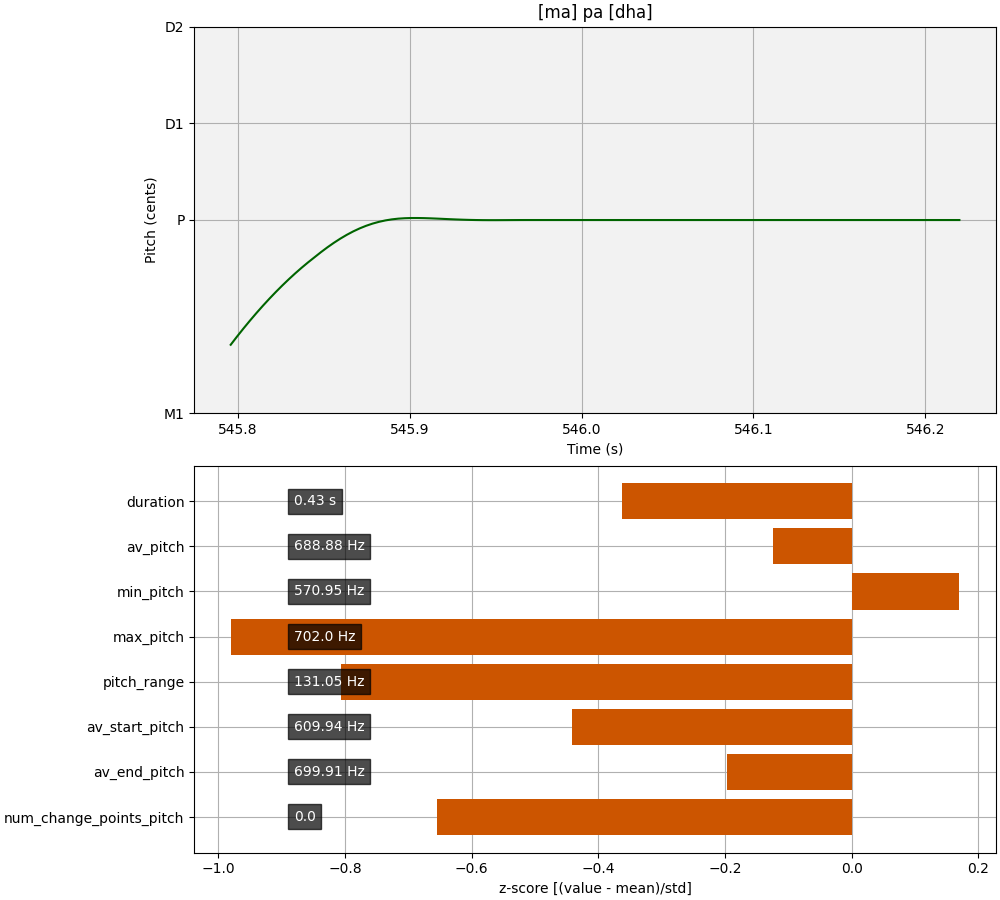 [ma] pa [dha]
D2
D1
P
M1
Pitch (cents)
545.8 545.9 546.0 546.1 546.2
Time (s)
duration 0.43 s
av_pitch 688.88 Hz
min_pitch 570.95 Hz
max_pitch 702.0 Hz
pitch_range 131.05 Hz
av_start_pitch 609.94 Hz
av_end_pitch 699.91 Hz
num_change_points_pitch 0.0
−1.0 −0.8 −0.6 −0.4 −0.2 0.0 0.2
z-score [(value - mean)/std]